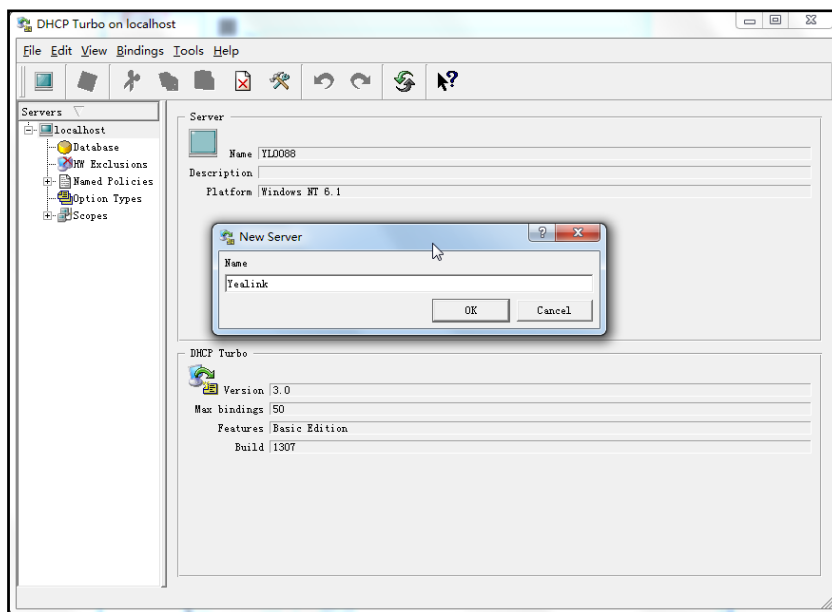 DHCP Turbo on localhost
File Edit View Bindings Tools Help
Servers
localhost
Database
HW Exclusions
Named Policies
Option Types
Scopes
Server
Name YL0088
Description
Platform Windows NT 6.1
New Server
Name
Yealink
OK Cancel
DHCP Turbo
Version 3.0
Max bindings 50
Features Basic Edition
Build 1307